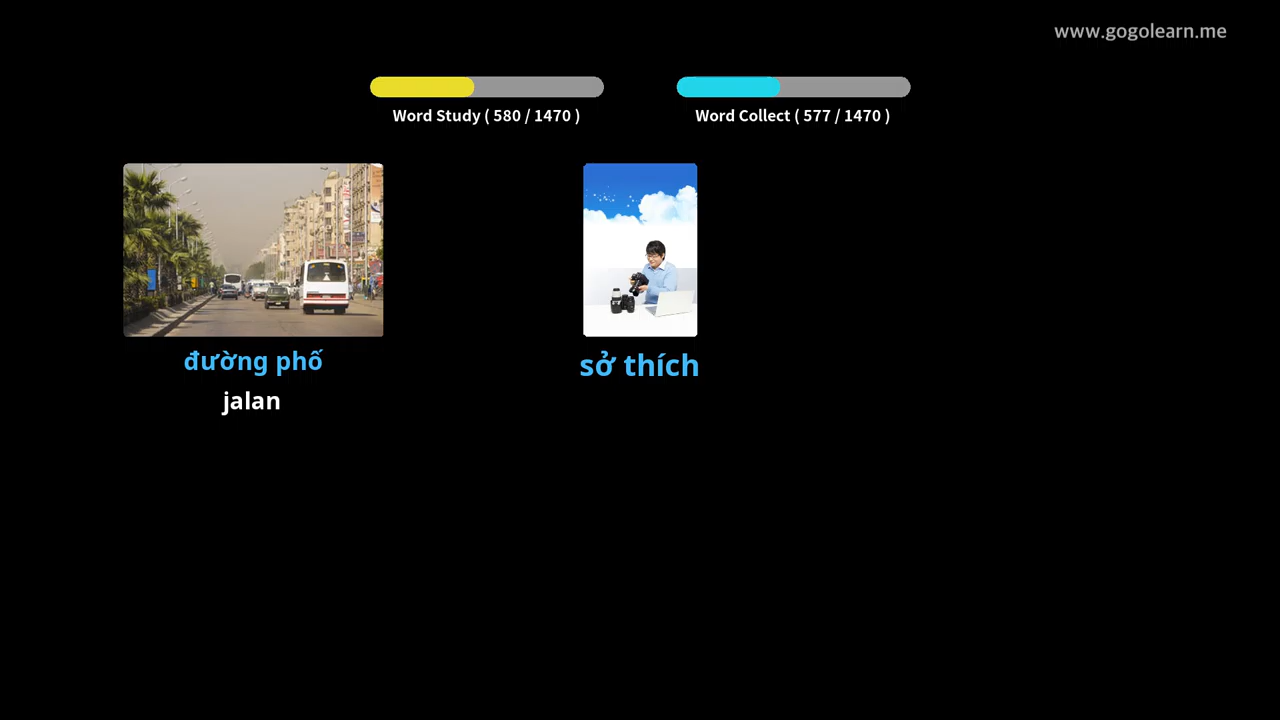 www.gogolearn.me
Word Study ( 580 / 1470 )
Word Collect ( 577 / 1470 )
đường phố
jalan
sở thích